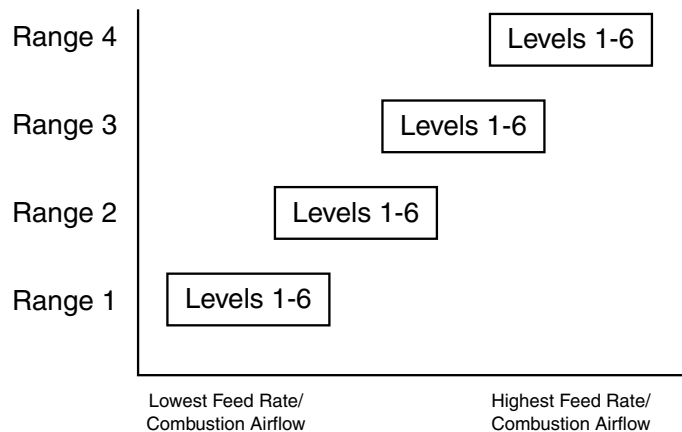 Range 4
Levels 1-6
Range 3
Levels 1-6
Range 2
Levels 1-6
Range 1
Levels 1-6
Lowest Feed Rate/
Combustion Airflow
Highest Feed Rate/
Combustion Airflow